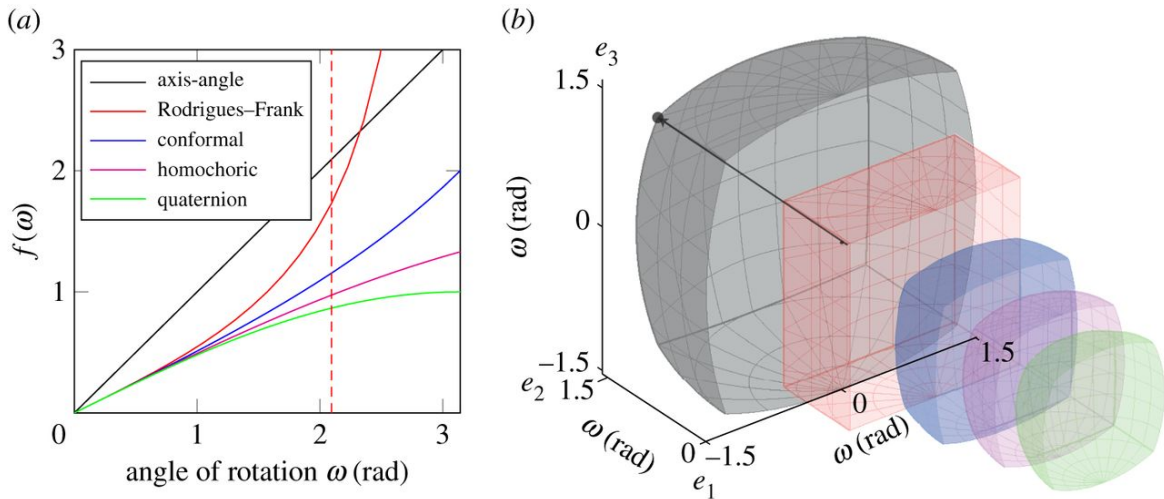 (a)
3
2
1
0
1
2
3
f(ω)
angle of rotation ω (rad)
axis-angle
Rodrigues–Frank
conformal
homochoric
quaternion
(b)
e3
1.5
0
−1.5
ω (rad)
e2
1.5
ω (rad)
0
−1.5
e1
0
1.5
ω (rad)